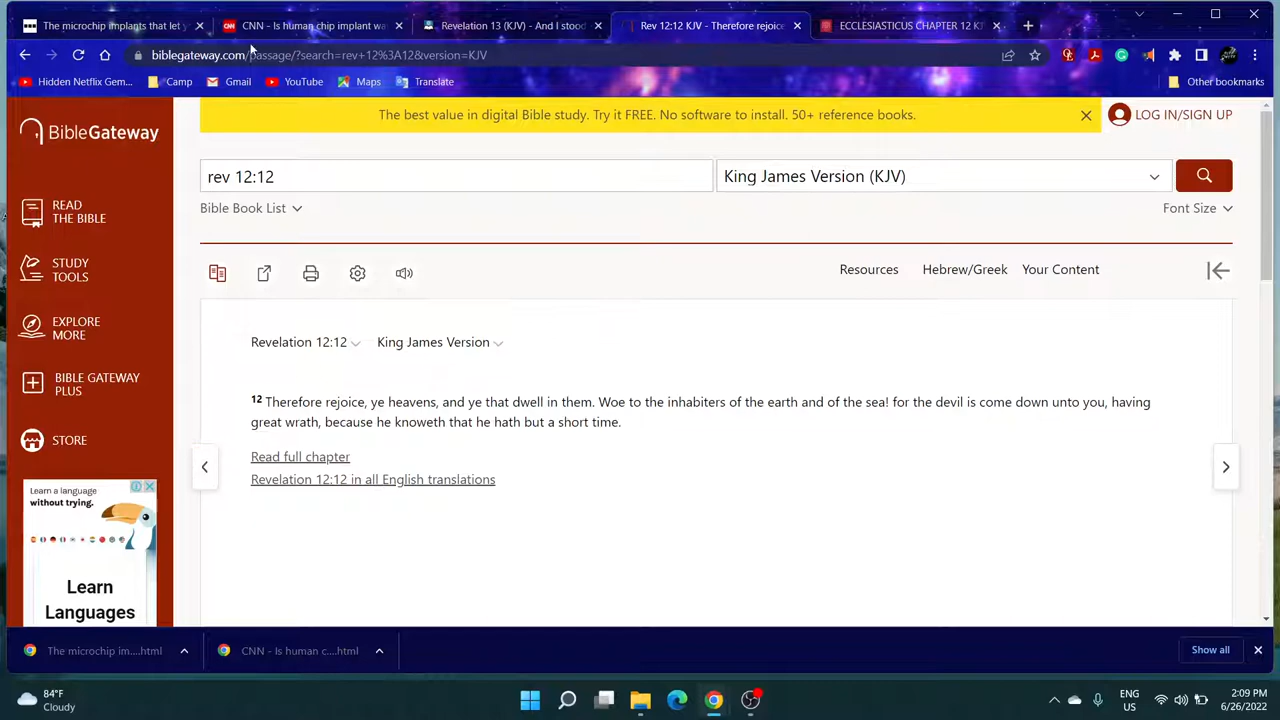 The microchip implants that let y
CNN - Is human chip implant wa
Revelation 13 (KJV) - And I stood
Rev 12:12 KJV - Therefore rejoice,
ECCLESIASTICUS CHAPTER 12 K
biblegateway.com/passage/?search=rev+12%3A12&version=KJV
Hidden Netflix Gem...
Camp
Gmail
YouTube
Maps
Translate
Other bookmarks
BibleGateway
The best value in digital Bible study. Try it FREE. No software to install. 50+ reference books.
LOG IN/SIGN UP
rev 12:12
King James Version (KJV)
Bible Book List
Font Size
READ
THE BIBLE
STUDY
TOOLS
EXPLORE
MORE
BIBLE GATEWAY
PLUS
STORE
Resources
Hebrew/Greek
Your Content
Revelation 12:12
King James Version
12 Therefore rejoice, ye heavens, and ye that dwell in them. Woe to the inhabiters of the earth and of the sea! for the devil is come down unto you, having
great wrath, because he knoweth that he hath but a short time.
Read full chapter
Revelation 12:12 in all English translations
Learn a language
without trying.
Learn
Languages
The microchip im....html
CNN - Is human c....html
Show all
84°F
Cloudy
ENG
US
2:09 PM
6/26/2022